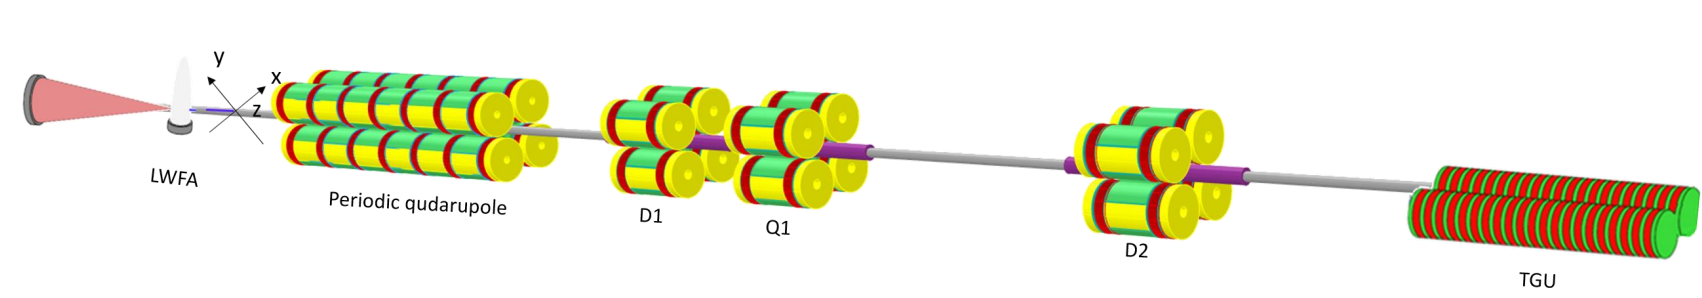 y
x
z
LWFA
Periodic qudarupole
D1
Q1
D2
TGU